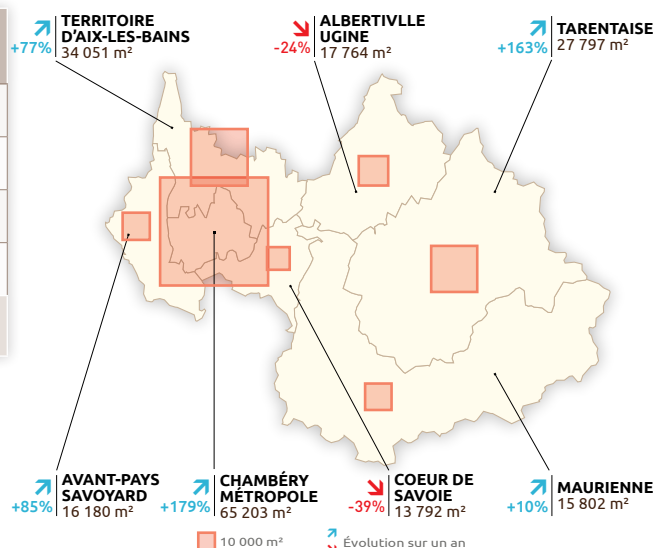 TERRITOIRE
D'AIX-LES-BAINS
+77% 34 051 m²
ALBERTIVLLE
UGINE
-24% 17 764 m²
TARENTAISE
+163% 27 797 m²
AVANT-PAYS
SAVOYARD
+85% 16 180 m²
CHAMBÉRY
MÉTROPOLE
+179% 65 203 m²
COEUR DE
SAVOIE
-39% 13 792 m²
MAURIENNE
+10% 15 802 m²
10 000 m² Évolution sur un an